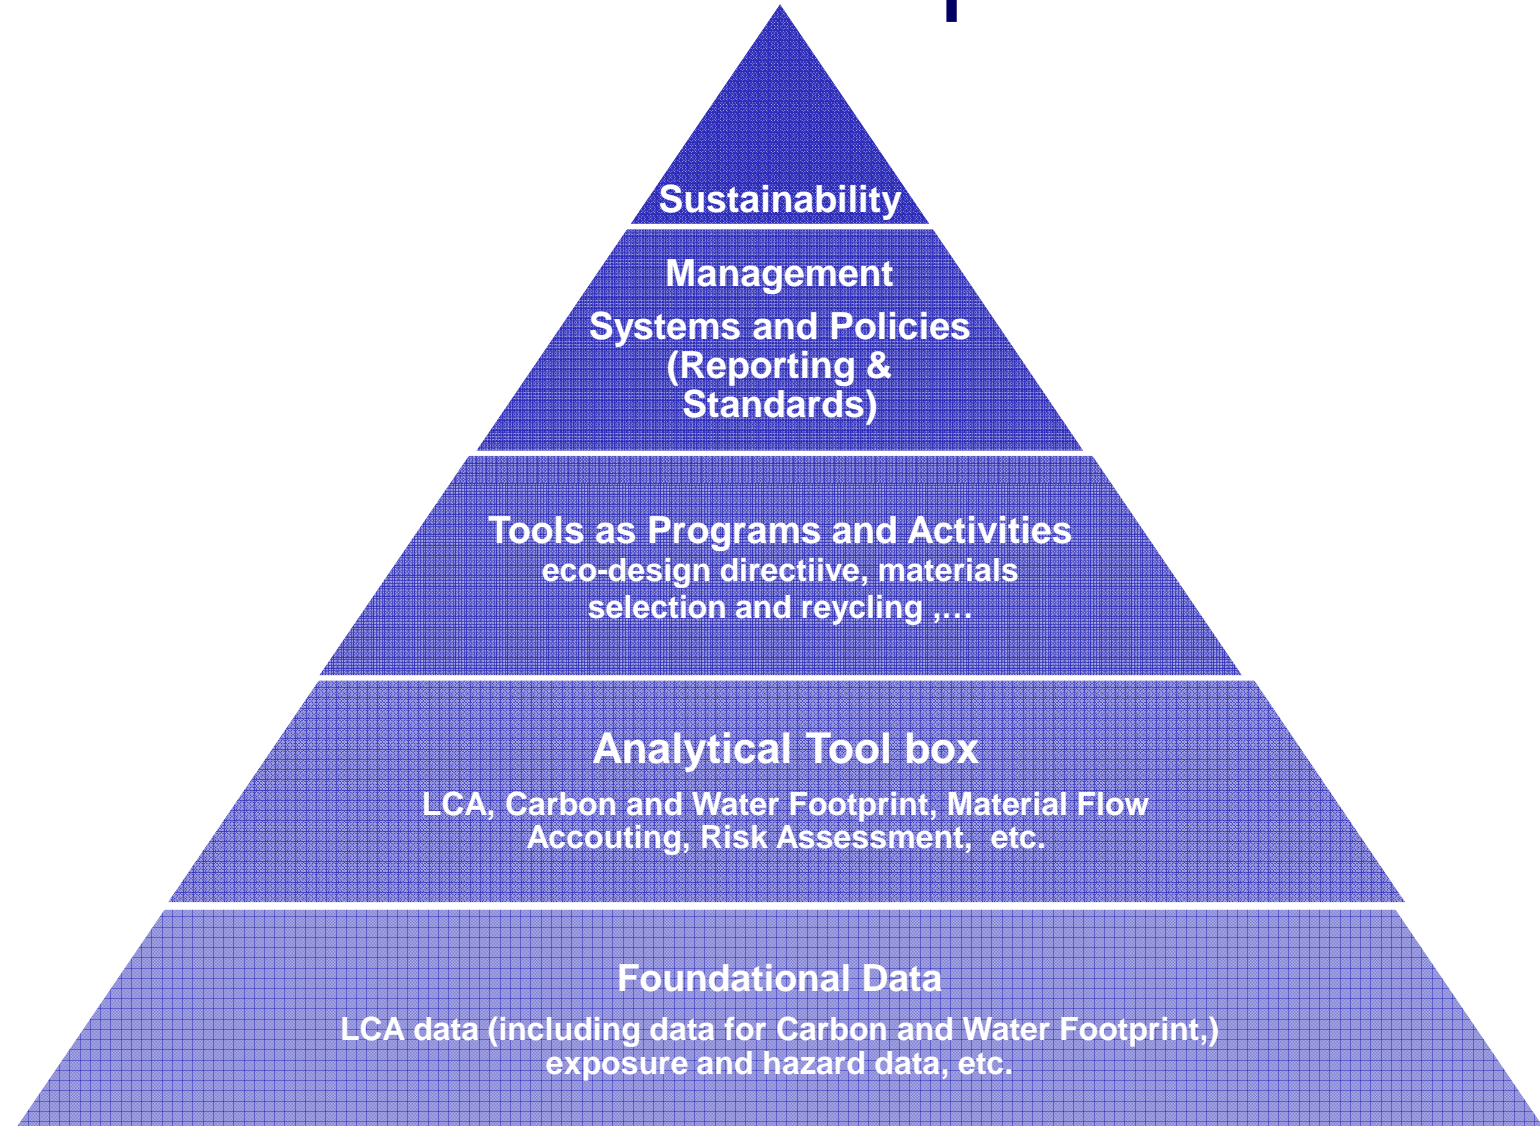 Sustainability
Management
Systems and Policies
(Reporting &
Standards)
Tools as Programs and Activities
eco-design directiive, materials
selection and reycling ,…
Analytical Tool box
LCA, Carbon and Water Footprint, Material Flow
Accouting, Risk Assessment,  etc.
Foundational Data
LCA data (including data for Carbon and Water Footprint,)
exposure and hazard data, etc.